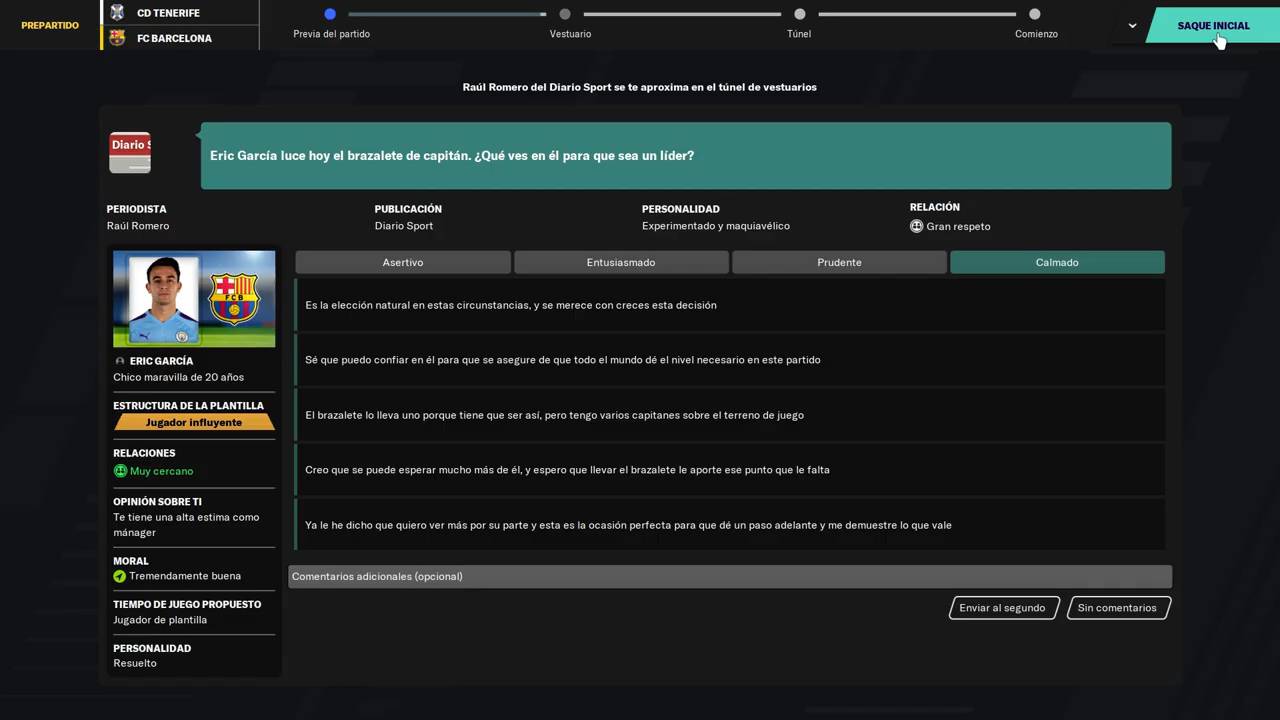 PREPARTIDO
CD TENERIFE
FC BARCELONA
Previa del partido
Vestuario
Túnel
Comienzo
SAQUE INICIAL
Raúl Romero del Diario Sport se te aproxima en el túnel de vestuarios
Diario S
Eric García luce hoy el brazalete de capitán. ¿Qué ves en él para que sea un líder?
PERIODISTA
Raúl Romero
PUBLICACIÓN
Diario Sport
PERSONALIDAD
Experimentado y maquiavélico
RELACIÓN
Gran respeto
FCB
ERIC GARCÍA
Chico maravilla de 20 años
ESTRUCTURA DE LA PLANTILLA
Jugador influyente
RELACIONES
Muy cercano
OPINIÓN SOBRE TI
Te tiene una alta estima como
mánager
MORAL
Tremendamente buena
TIEMPO DE JUEGO PROPUESTO
Jugador de plantilla
PERSONALIDAD
Resuelto
Asertivo
Entusiasmado
Prudente
Calmado
Es la elección natural en estas circunstancias, y se merece con creces esta decisión
Sé que puedo confiar en él para que se asegure de que todo el mundo dé el nivel necesario en este partido
El brazalete lo lleva uno porque tiene que ser así, pero tengo varios capitanes sobre el terreno de juego
Creo que se puede esperar mucho más de él, y espero que llevar el brazalete le aporte ese punto que le falta
Ya le he dicho que quiero ver más por su parte y esta es la ocasión perfecta para que dé un paso adelante y me demuestre lo que vale
Comentarios adicionales (opcional)
Enviar al segundo
Sin comentarios